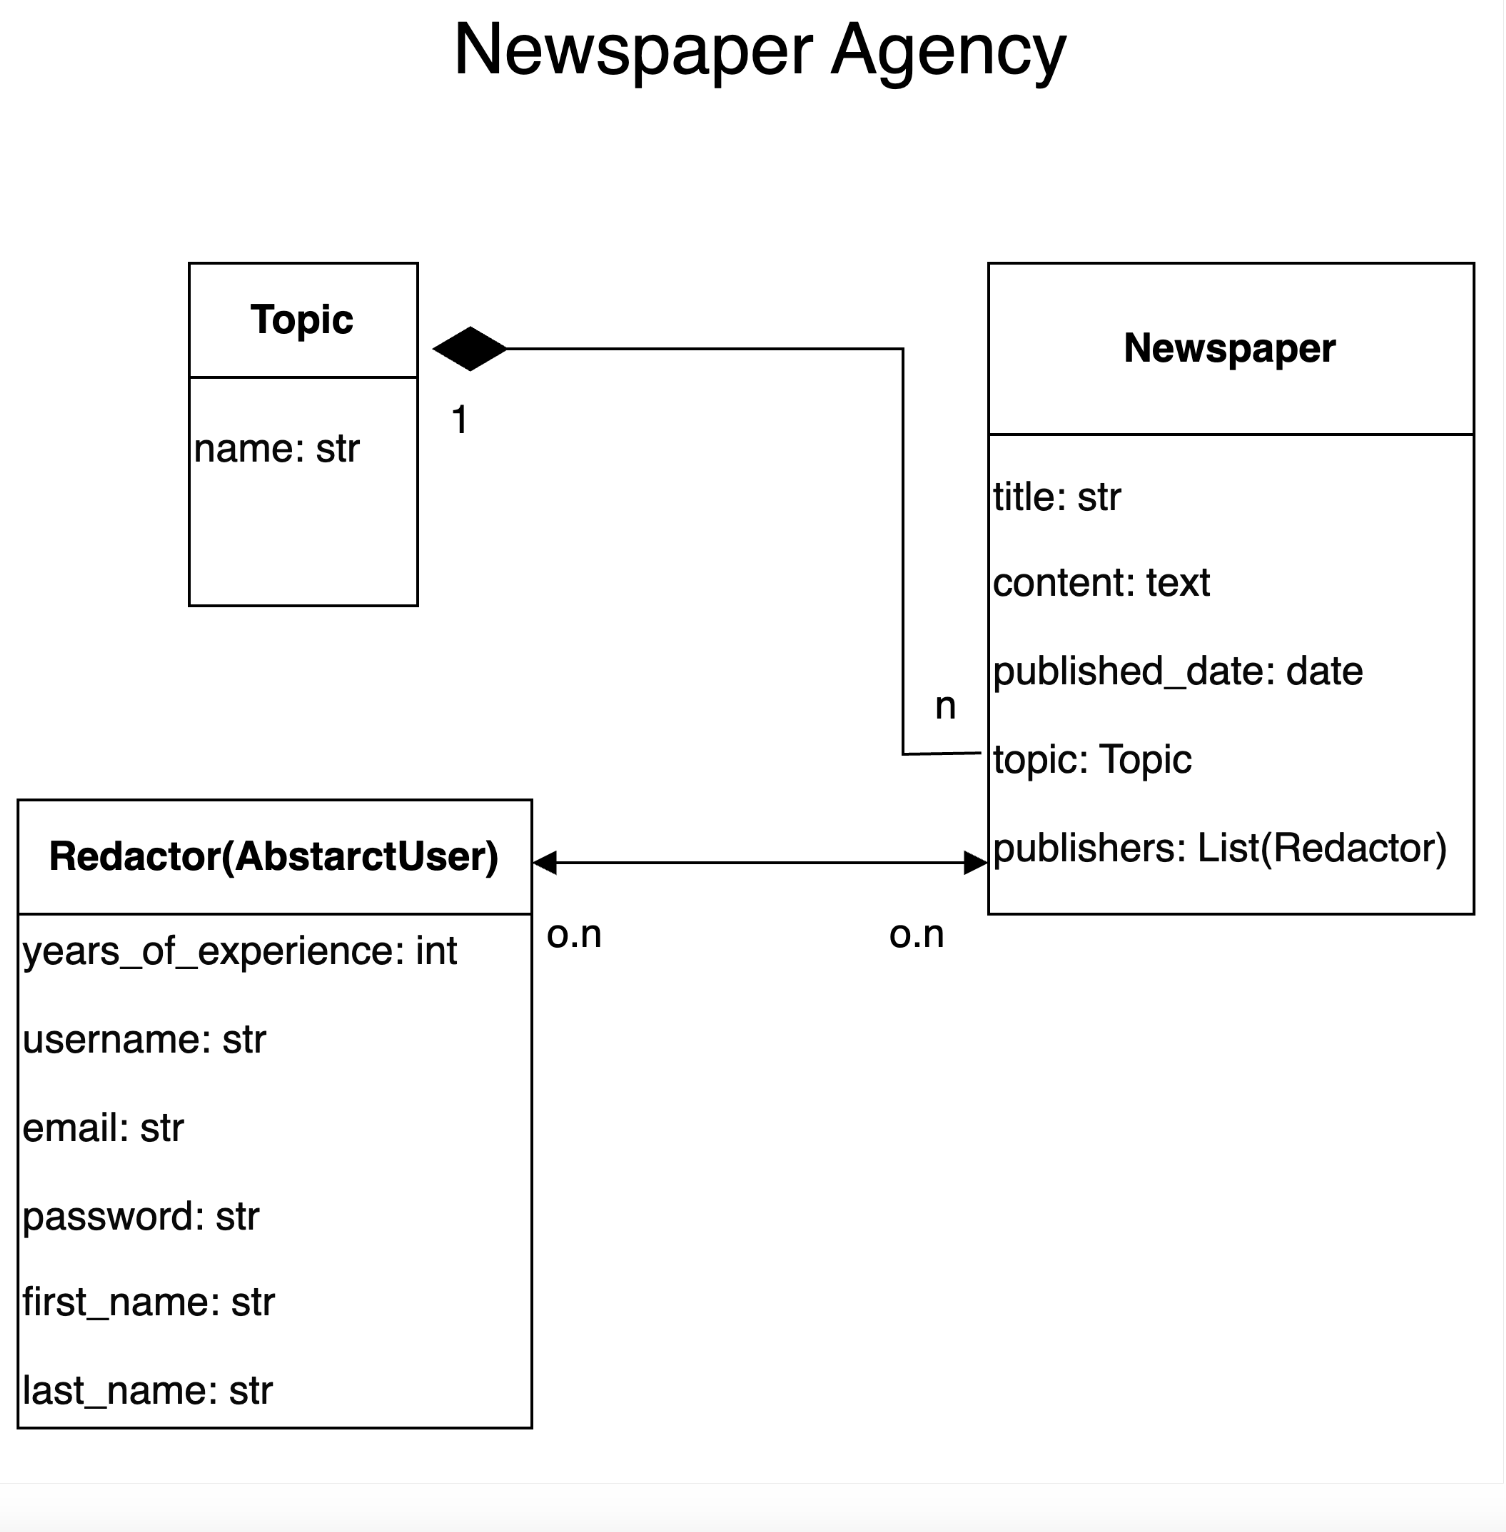 Newspaper Agency
Topic
name: str
1
Newspaper
title: str
content: text
published_date: date
topic: Topic
publishers: List(Redactor)
n
Redactor(AbstarctUser)
years_of_experience: int
username: str
email: str
password: str
first_name: str
last_name: str
o.n
o.n